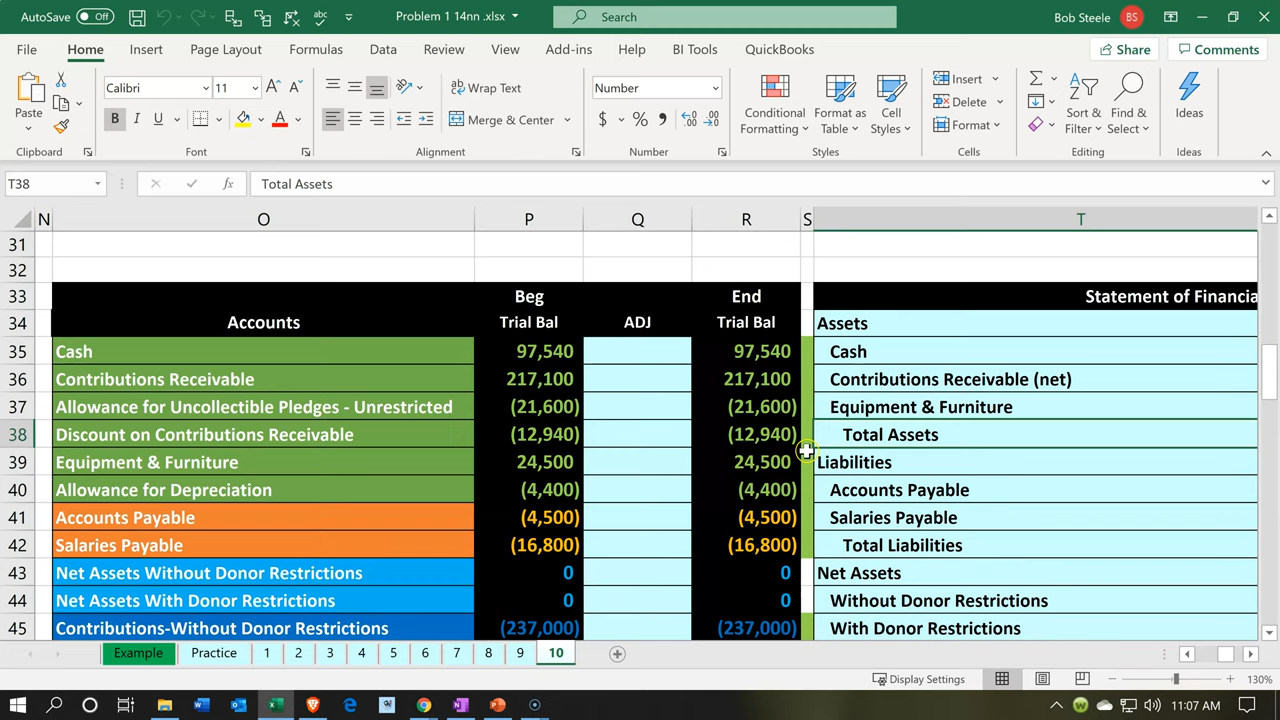 AutoSave Off abc Problem 1 14nn .xlsx Search Bob Steele BS
File Home Insert Page Layout Formulas Data Review View Add-ins Help BI Tools QuickBooks Share Comments
Paste Calibri 11 Wrap Text Number Conditional Formatting Format as Table Cell Styles Insert Sort & Filter Find & Select Ideas
B I U A Merge & Center $ % Delete
Format
Clipboard Font Alignment Number Styles Cells Editing Ideas
T38 fx Total Assets
N O P Q R S T
31
32
33 Beg End Statement of Financia
34 Accounts Trial Bal ADJ Trial Bal Assets
35 Cash 97,540 97,540 Cash
36 Contributions Receivable 217,100 217,100 Contributions Receivable (net)
37 Allowance for Uncollectible Pledges - Unrestricted (21,600) (21,600) Equipment & Furniture
38 Discount on Contributions Receivable (12,940) (12,940) Total Assets
39 Equipment & Furniture 24,500 24,500 Liabilities
40 Allowance for Depreciation (4,400) (4,400) Accounts Payable
41 Accounts Payable (4,500) (4,500) Salaries Payable
42 Salaries Payable (16,800) (16,800) Total Liabilities
43 Net Assets Without Donor Restrictions 0 0 Net Assets
44 Net Assets With Donor Restrictions 0 0 Without Donor Restrictions
45 Contributions-Without Donor Restrictions (237,000) (237,000) With Donor Restrictions
Example Practice 1 2 3 4 5 6 7 8 9 10
Display Settings 130%
11:07 AM